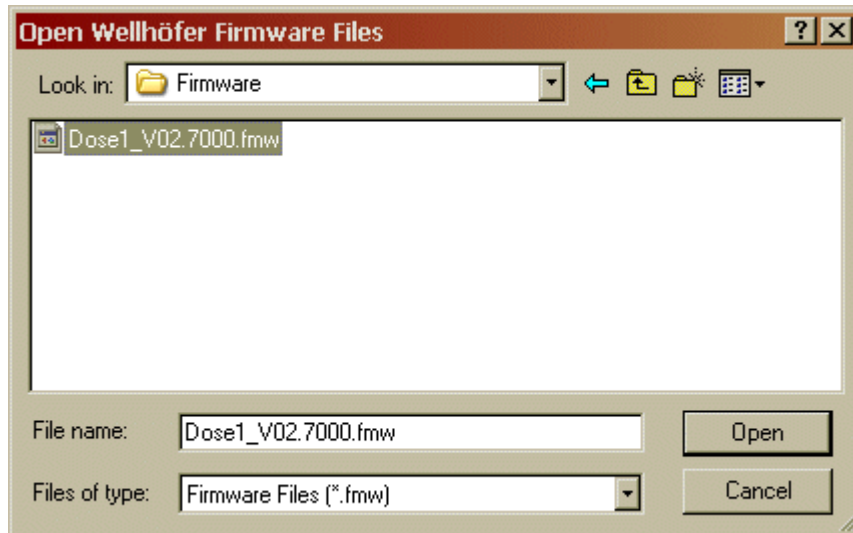 Open Wellhöfer Firmware Files
Look in: Firmware
Dose1_V02.7000.fmw
File name: Dose1_V02.7000.fmw Open
Files of type: Firmware Files (*.fmw) Cancel